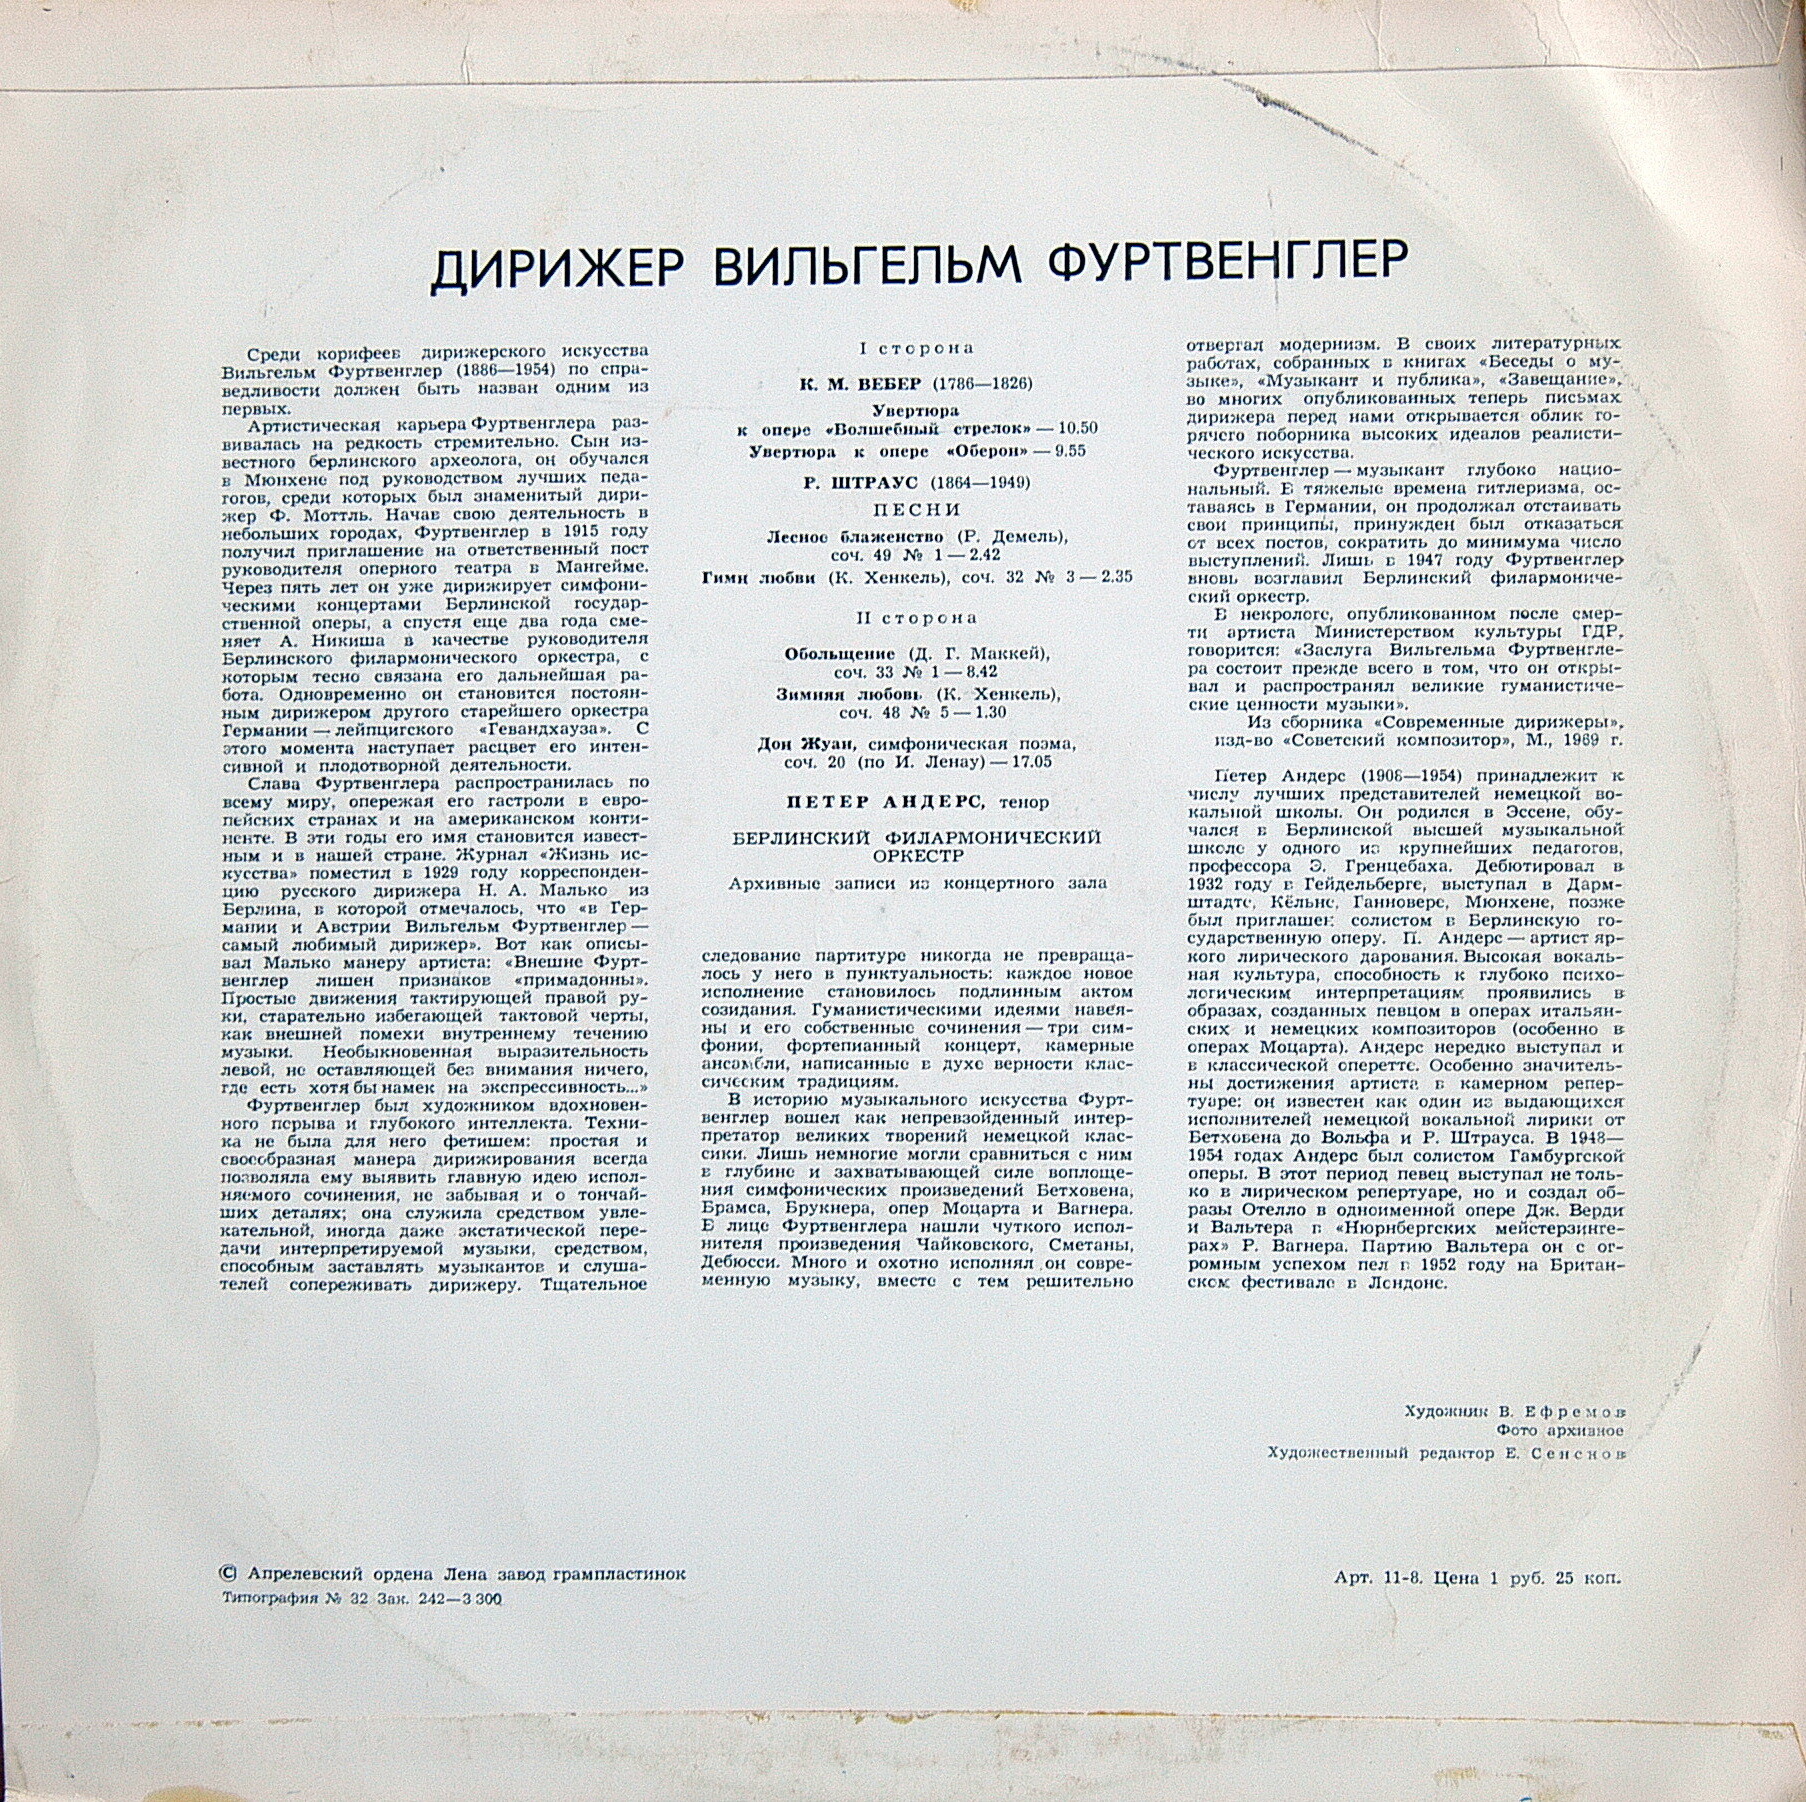 ДИРИЖЕР ВИЛЬГЕЛЬМ ФУРТВЕНГЛЕР
Среди корифеев дирижерского искусства
Вильгельм Фуртвенглер (1886—1954) по спра-
ведливости должен быть назван одним из
первых.
Артистическая карьера Фуртвенглера раз-
вивалась на редкость стремительно. Сын из-
вестного берлинского археолога, он обучался
в Мюнхене под руководством лучших педа-
гогов, среди которых был знаменитый дири-
жер Ф. Моттль. Начав свою деятельность в
небольших городах, Фуртвенглер в 1915 году
получил приглашение на ответственный пост
руководителя оперного театра в Мангейме.
Через пять лет он уже дирижирует симфони-
ческими концертами Берлинской государ-
ственной оперы, а спустя еще два года сме-
няет А. Никиша в качестве руководителя
Берлинского филармонического оркестра, с
которым тесно связана его дальнейшая ра-
бота. Одновременно он становится постоян-
ным дирижером другого старейшего оркестра
Германии — лейпцигского «Гевандхауза». С
этого момента наступает расцвет его интен-
сивной и плодотворной деятельности.
Слава Фуртвенглера распространилась по
всему миру, опережая его гастроли в евро-
пейских странах и на американском конти-
ненте. В эти годы его имя становится извест-
ным и в нашей стране. Журнал «Жизнь ис-
кусства» поместил в 1929 году корреспонден-
цию русского дирижера Н. А. Малько из
Берлина, в которой отмечалось, что «в Гер-
мании и Австрии Вильгельм Фуртвенглер —
самый любимый дирижер». Вот как описы-
вал Малько манеру артиста: «Внешне Фурт-
венглер лишен признаков «примадонны».
Простые движения тактирующей правой ру-
ки, старательно избегающей тактовой черты,
как внешней помехи внутреннему течению
музыки. Необыкновенная выразительность
левой, не оставляющей без внимания ничего,
где есть хотя бы намек на экспрессивность...»
Фуртвенглер был художником вдохновен-
ного порыва и глубокого интеллекта. Техни-
ка не была для него фетишем: простая и
своеобразная манера дирижирования всегда
позволяла ему выявить главную идею испол-
няемого сочинения, не забывая и о тончай-
ших деталях; она служила средством увле-
кательной, иногда даже экстатической пере-
дачи интерпретируемой музыки, средством,
способным заставлять музыкантов и слуша-
телей сопереживать дирижеру. Тщательное
I сторона
К. М. ВЕБЕР (1786—1826)
Увертюра
к опере «Волшебный стрелок» — 10.50
Увертюра к опере «Оберон» — 9.55
Р. ШТРАУС (1864—1949)
ПЕСНИ
Лесное блаженство (Р. Демель),
соч. 49 № 1 — 2.42
Гимн любви (К. Хенкель), соч. 32 № 3 — 2.35
II сторона
Обольщение (Д. Г. Маккей),
соч. 33 № 1 — 8.42
Зимняя любовь (К. Хенкель),
соч. 48 № 5 — 1.30
Дон Жуан, симфоническая поэма,
соч. 20 (по И. Ленау) — 17.05
ПЕТЕР АНДЕРС, тенор
БЕРЛИНСКИЙ ФИЛАРМОНИЧЕСКИЙ
ОРКЕСТР
Архивные записи из концертного зала
следование партитуре никогда не превраща-
лось у него в пунктуальность: каждое новое
исполнение становилось подлинным актом
созидания. Гуманистическими идеями навея-
ны и его собственные сочинения — три сим-
фонии, фортепианный концерт, камерные
ансамбли, написанные в духе верности клас-
сическим традициям.
В историю музыкального искусства Фурт-
венглер вошел как непревзойденный интер-
претатор великих творений немецкой клас-
сики. Лишь немногие могли сравниться с ним
в глубине и захватывающей силе воплоще-
ния симфонических произведений Бетховена,
Брамса, Брукнера, опер Моцарта и Вагнера.
В лице Фуртвенглера нашли чуткого испол-
нителя произведения Чайковского, Сметаны,
Дебюсси. Много и охотно исполнял он совре-
менную музыку, вместе с тем решительно
отвергал модернизм. В своих литературных
работах, собранных в книгах «Беседы о му-
зыке», «Музыкант и публика», «Завещание»,
во многих опубликованных теперь письмах
дирижера перед нами открывается облик го-
рячего поборника высоких идеалов реалисти-
ческого искусства.
Фуртвенглер — музыкант глубоко нацио-
нальный. В тяжелые времена гитлеризма, ос-
таваясь в Германии, он продолжал отстаивать
свои принципы, принужден был отказаться
от всех постов, сократить до минимума число
выступлений. Лишь в 1947 году Фуртвенглер
вновь возглавил Берлинский филармониче-
ский оркестр.
В некрологе, опубликованном после смер-
ти артиста Министерством культуры ГДР,
говорится: «Заслуга Вильгельма Фуртвенгле-
ра состоит прежде всего в том, что он откры-
вал и распространял великие гуманистиче-
ские ценности музыки».
Из сборника «Современные дирижеры»,
изд-во «Советский композитор», М., 1969 г.
Петер Андерс (1908—1954) принадлежит к
числу лучших представителей немецкой во-
кальной школы. Он родился в Эссене, обу-
чался в Берлинской высшей музыкальной
школе у одного из крупнейших педагогов,
профессора Э. Гренцебаха. Дебютировал в
1932 году в Гейдельберге, выступал в Дарм-
штадте, Кёльне, Ганновере, Мюнхене, позже
был приглашен солистом в Берлинскую го-
сударственную оперу. П. Андерс — артист яр-
кого лирического дарования. Высокая вокаль-
ная культура, способность к глубоко психо-
логическим интерпретациям проявились в
образах, созданных певцом в операх итальян-
ских и немецких композиторов (особенно в
операх Моцарта). Андерс нередко выступал и
в классической оперетте. Особенно значитель-
ны достижения артиста в камерном репер-
туаре: он известен как один из выдающихся
исполнителей немецкой вокальной лирики от
Бетховена до Вольфа и Р. Штрауса. В 1948—
1954 годах Андерс был солистом Гамбургской
оперы. В этот период певец выступал не толь-
ко в лирическом репертуаре, но и создал об-
разы Отелло в одноименной опере Дж. Верди
и Вальтера в «Нюрнбергских мейстерзинге-
рах» Р. Вагнера. Партию Вальтера он с ог-
ромным успехом пел в 1952 году на Британ-
ском фестивале в Лондоне.
Художник В. Ефремов
Фото архивное
Художественный редактор Е. Семенов
© Апрелевский ордена Лена завод грампластинок
Типография № 32 Зак. 242—3 300
Арт. 11-8. Цена 1 руб. 25 коп.